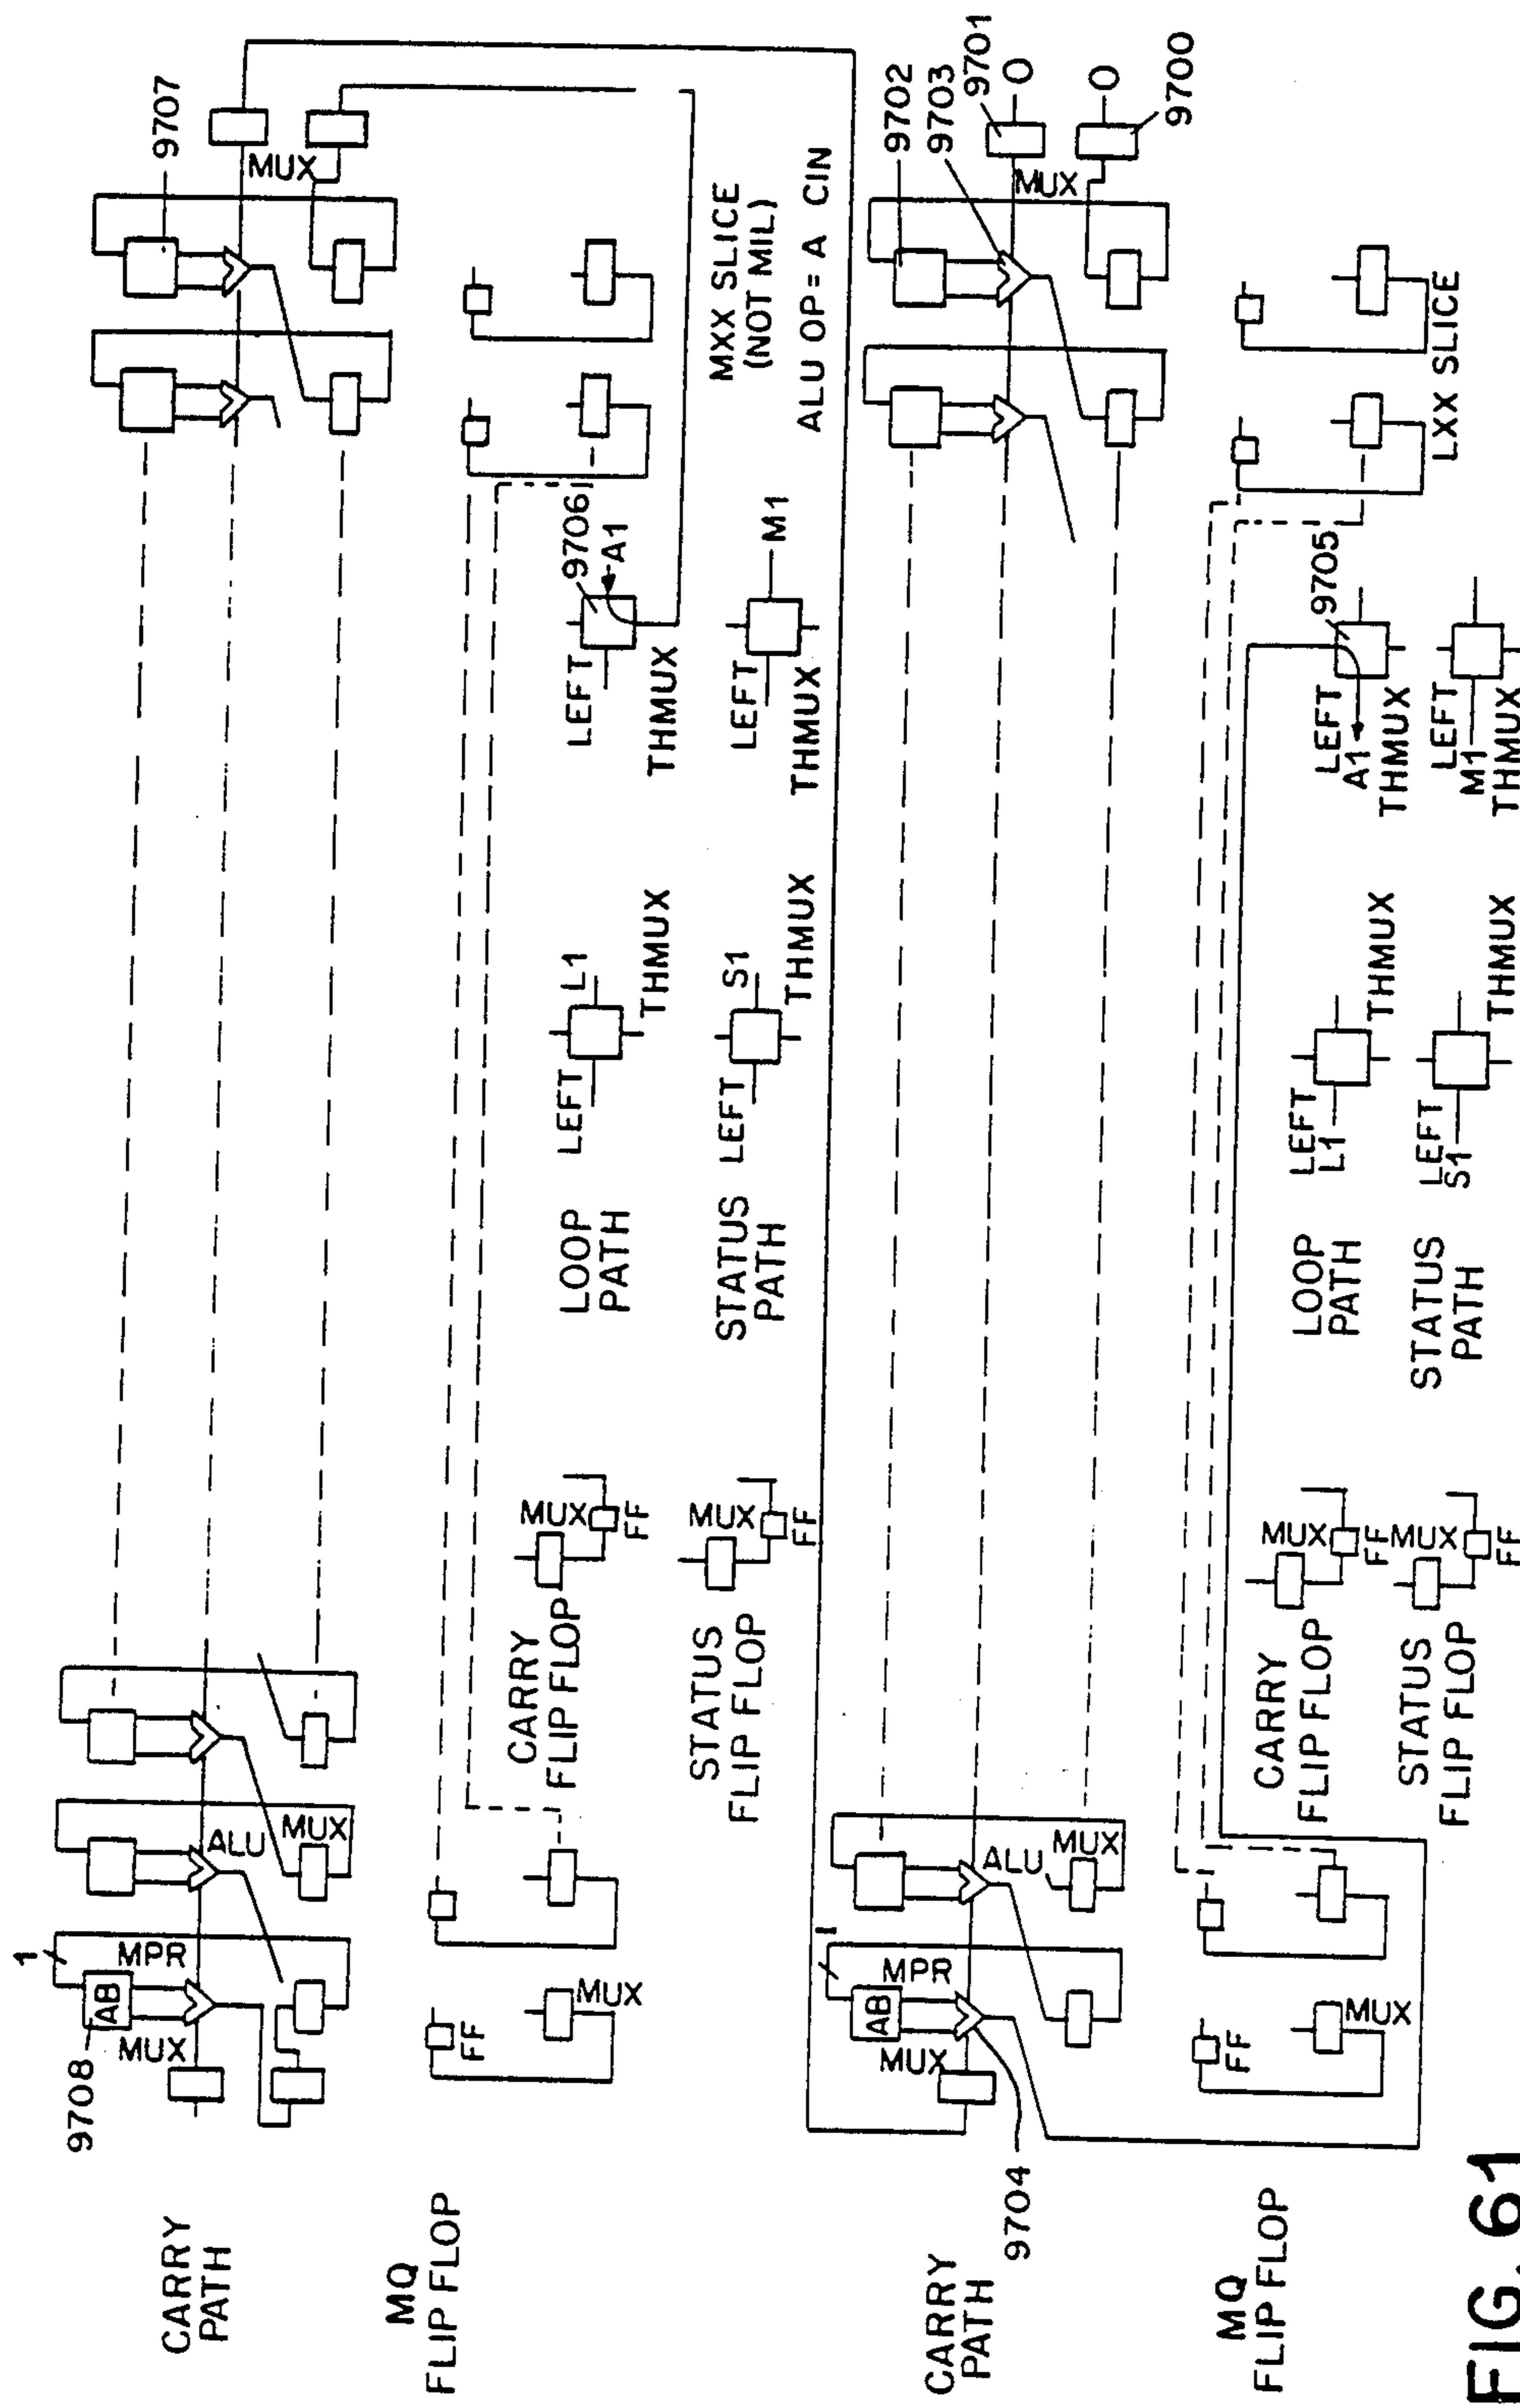 9707
MUX
1
MPR
AB
9708
MUX
ALU
MUX
CARRY
PATH
MQ
FLIP FLOP
FF
MUX
CARRY
FLIP FLOP
MUX
FF
STATUS
FLIP FLOP
MUX
FF
LOOP
PATH
LEFT
L1
THMUX
STATUS
PATH
LEFT
S1
THMUX
LEFT
9706
A1
THMUX
LEFT
M1
THMUX
MXX SLICE
(NOT MIL)
ALU OP = A CIN
9702
9703
9701
0
MUX
0
9700
1
MPR
AB
MUX
ALU
MUX
9704
CARRY
PATH
MQ
FLIP FLOP
FF
MUX
CARRY
FLIP FLOP
MUX
FF
STATUS
FLIP FLOP
MUX
FF
LOOP
PATH
LEFT
L1
THMUX
STATUS
PATH
LEFT
S1
THMUX
9705
LEFT
A1
THMUX
LEFT
M1
THMUX
LXX SLICE
FIG. 61